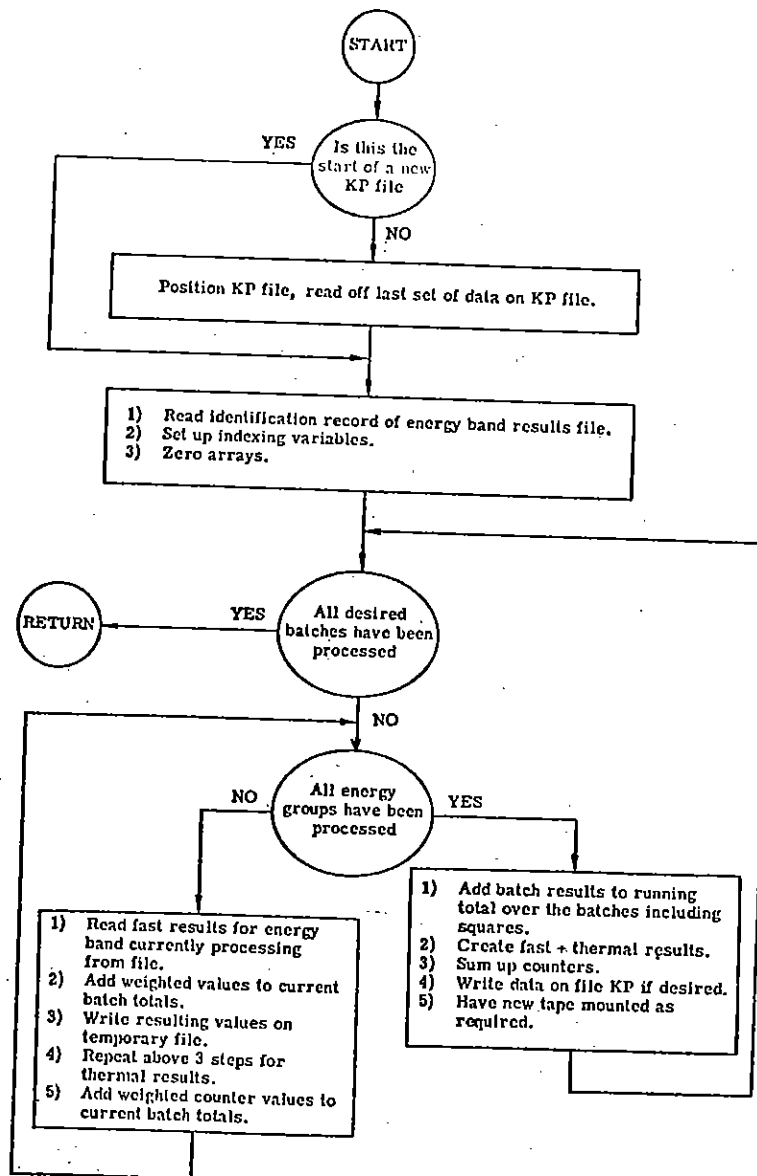 START
YES
Is this the
start of a new
KP file
NO
Position KP file, read off last set of data on KP file.
1) Read identification record of energy band results file.
2) Set up indexing variables.
3) Zero arrays.
RETURN
YES
All desired
batches have been
processed
NO
NO
All energy
groups have been
processed
YES
1) Read fast results for energy
band currently processing
from file.
2) Add weighted values to current
batch totals.
3) Write resulting values on
temporary file.
4) Repeat above 3 steps for
thermal results.
5) Add weighted counter values to
current batch totals.
1) Add batch results to running
total over the batches including
squares.
2) Create fast + thermal results.
3) Sum up counters.
4) Write data on file KP if desired.
5) Have new tape mounted as
required.